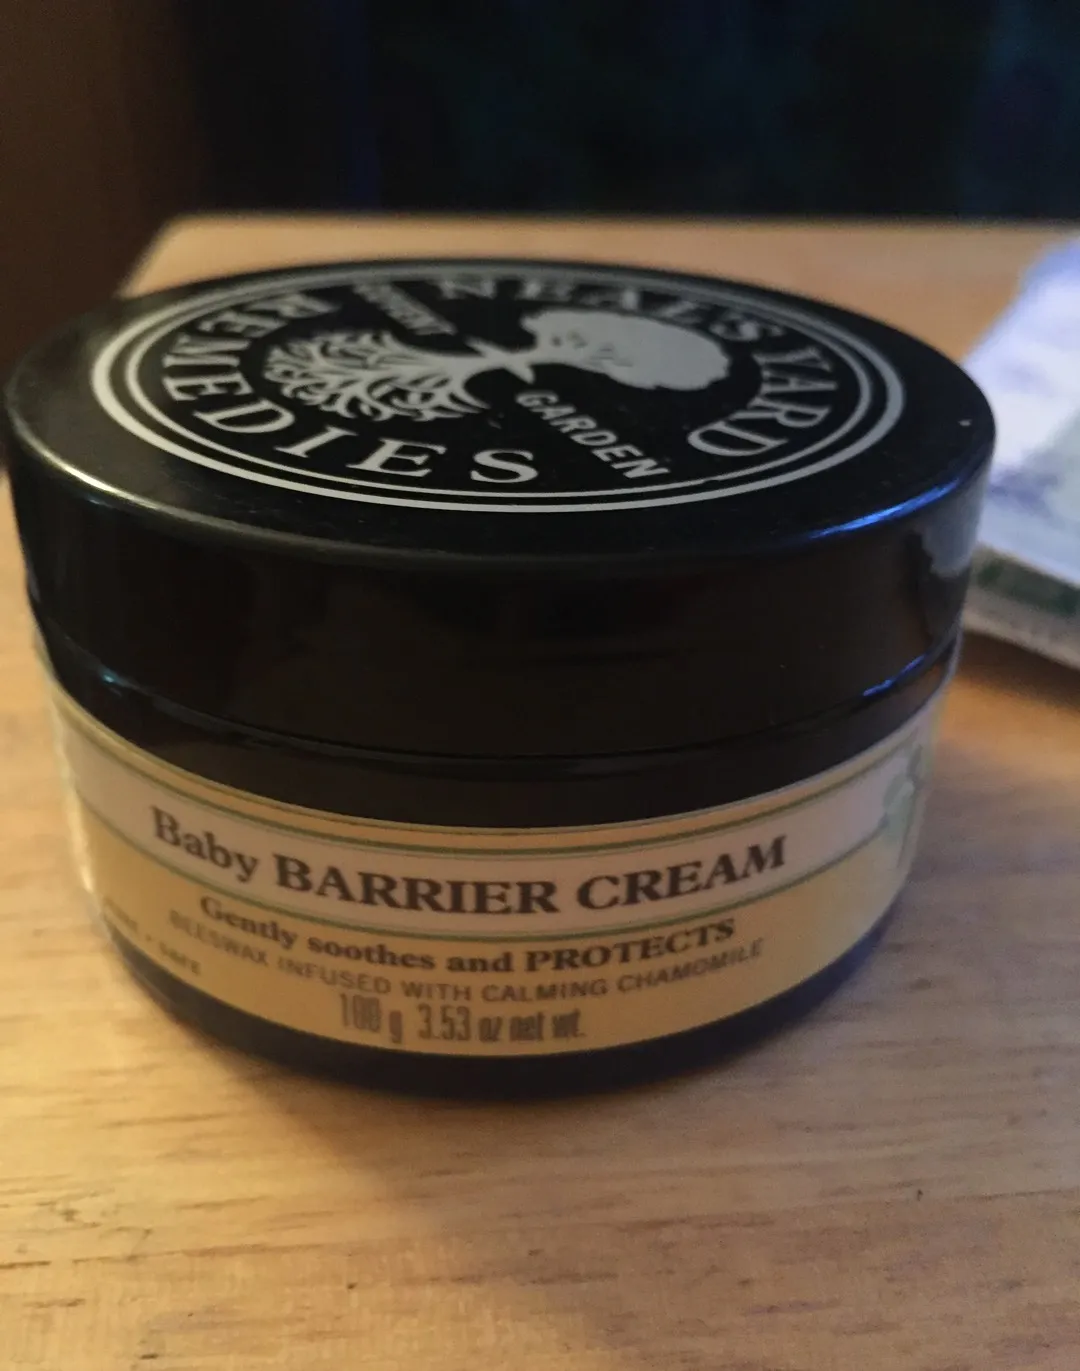 NEAL'S YARD
REMEDIES
GARDEN
Baby BARRIER CREAM
Gently soothes and PROTECTS
BEESWAX INFUSED WITH CALMING CHAMOMILE
100 g 3.53 oz net wt.